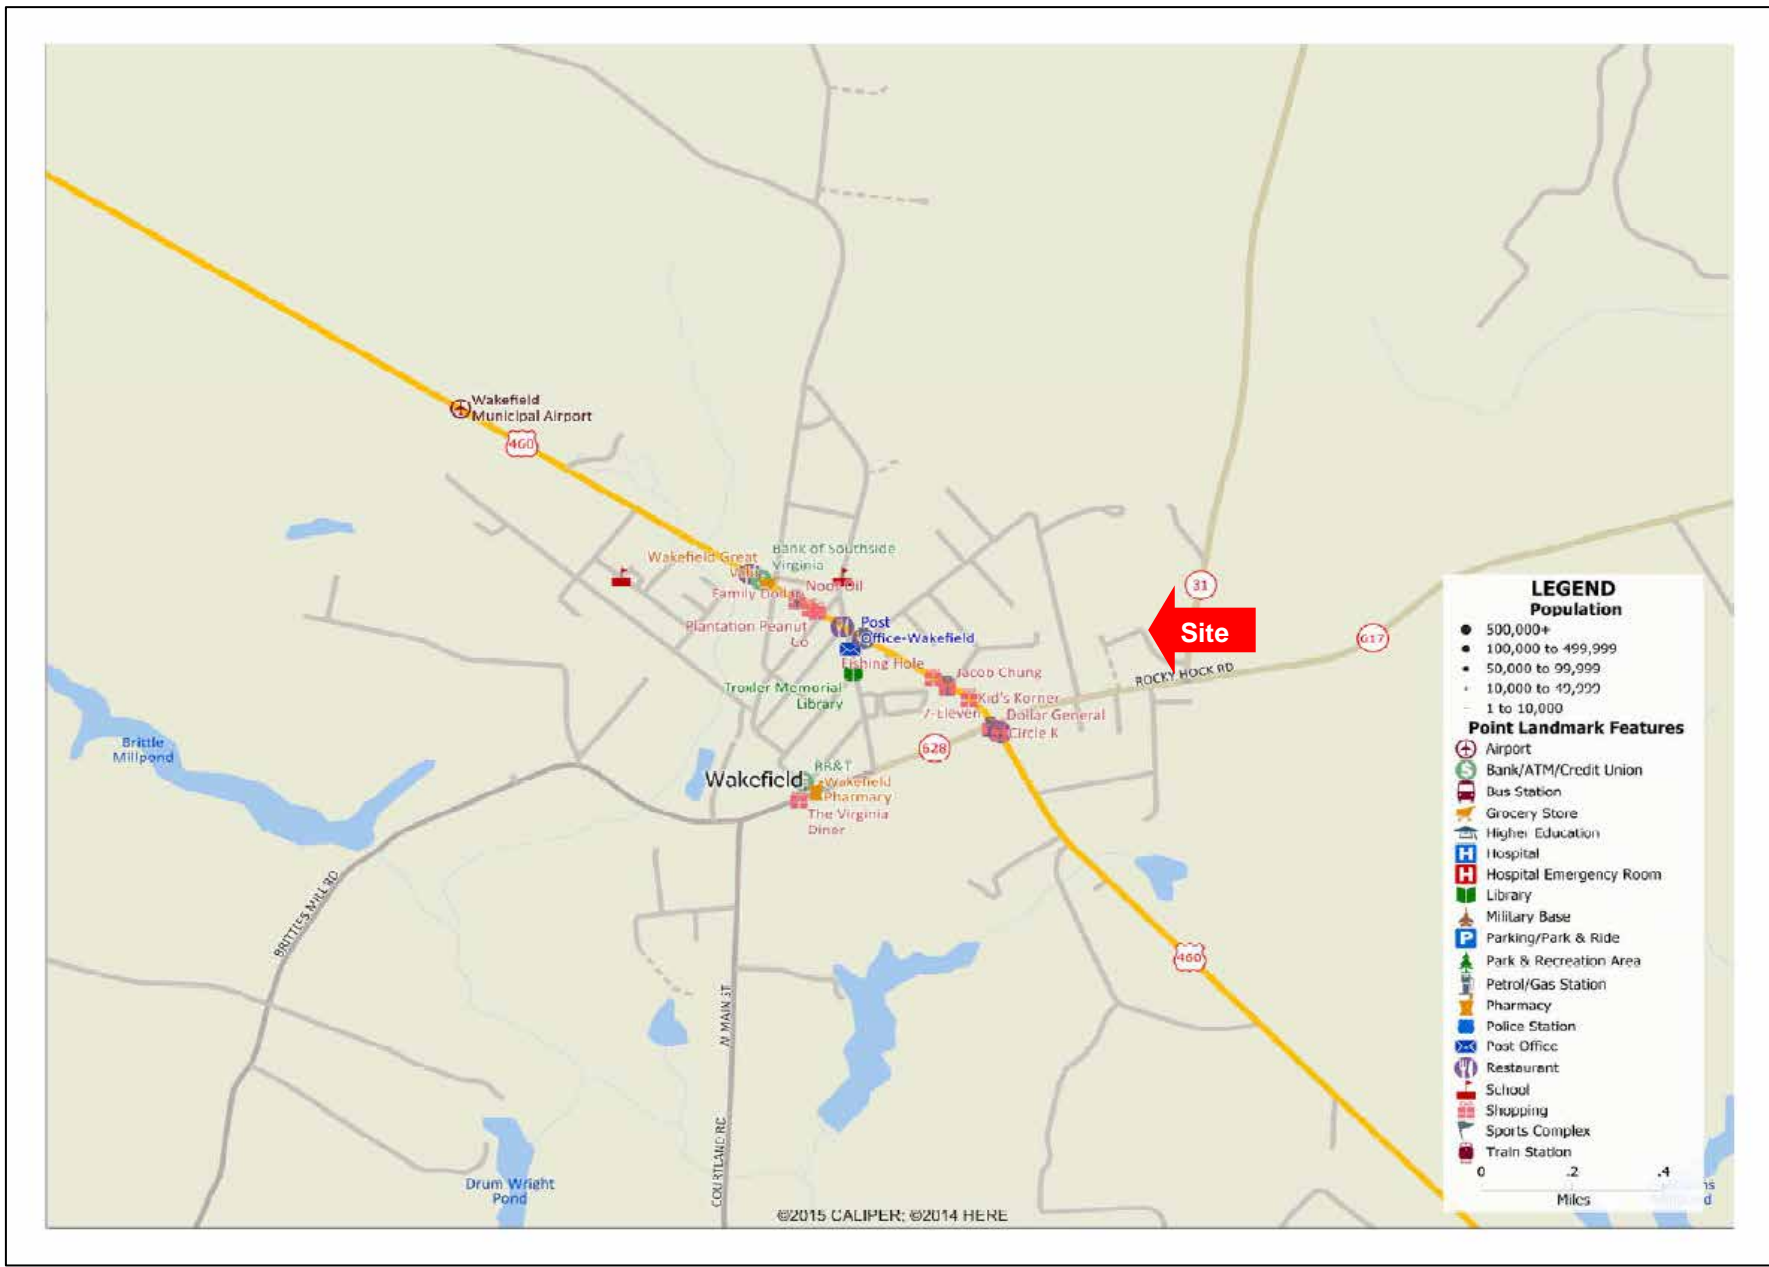 Wakefield
Municipal Airport
460
Bank of Southside
Virginia
Wakefield Great
Valu
Family Dollar
Noor Oil
Plantation Peanut
Co
Post
Office-Wakefield
Fishing Hole
Troxler Memorial
Library
Jacob Chung
Kid's Korner
7-Eleven
Dollar General
Circle K
31
Site
617
ROCKY HOCK RD
628
Brittle
Millpond
Wakefield
BB&T
Wakefield
Pharmacy
The Virginia
Diner
BRITTLES MILL RD
460
N MAIN ST
COURTLAND RD
Drum Wright
Pond
©2015 CALIPER; ©2014 HERE
LEGEND
Population
500,000+
100,000 to 499,999
50,000 to 99,999
10,000 to 49,999
1 to 10,000
Point Landmark Features
Airport
Bank/ATM/Credit Union
Bus Station
Grocery Store
Higher Education
Hospital
Hospital Emergency Room
Library
Military Base
Parking/Park & Ride
Park & Recreation Area
Petrol/Gas Station
Pharmacy
Police Station
Post Office
Restaurant
School
Shopping
Sports Complex
Train Station
0 .2 .4
Miles